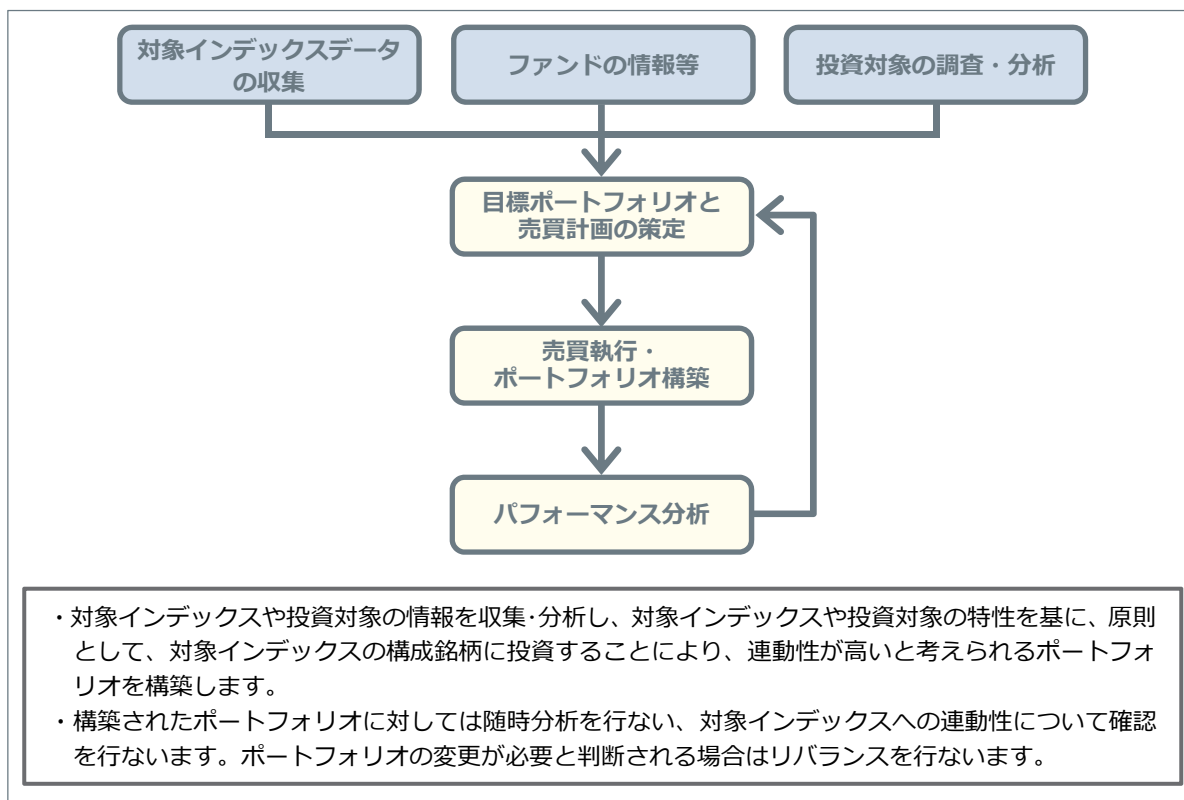 対象インデックスデータ
の収集
ファンドの情報等
投資対象の調査・分析
目標ポートフォリオと
売買計画の策定
売買執行・
ポートフォリオ構築
パフォーマンス分析
・対象インデックスや投資対象の情報を収集･分析し、対象インデックスや投資対象の特性を基に、原則
として、対象インデックスの構成銘柄に投資することにより、連動性が高いと考えられるポートフォ
リオを構築します。
・構築されたポートフォリオに対しては随時分析を行ない、対象インデックスへの連動性について確認
を行ないます。ポートフォリオの変更が必要と判断される場合はリバランスを行ないます。